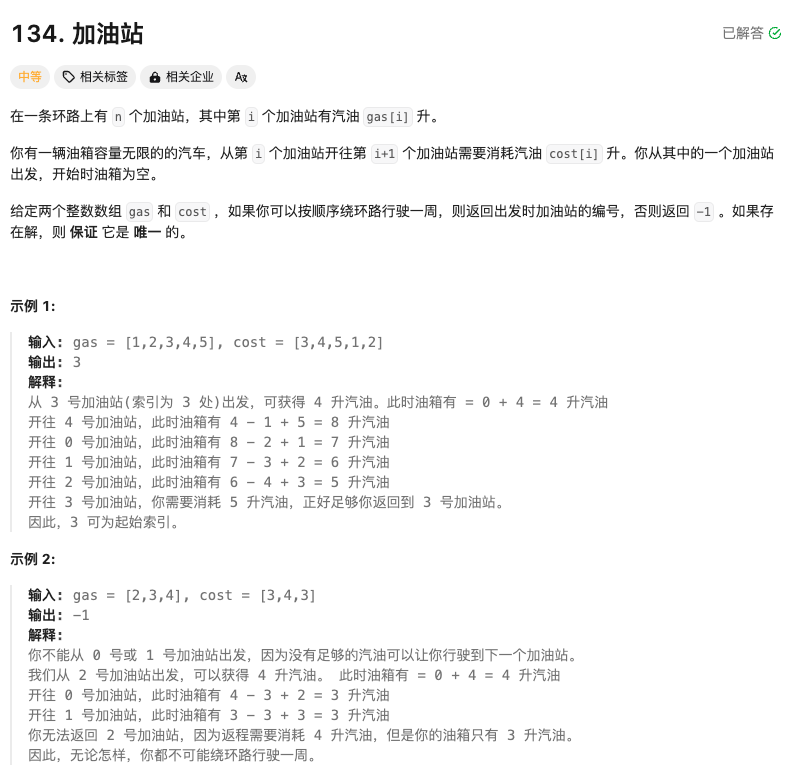 134. 加油站
已解答
中等 相关标签 相关企业 Aあ
在一条环路上有 n 个加油站，其中第 i 个加油站有汽油 gas[i] 升。
你有一辆油箱容量无限的的汽车，从第 i 个加油站开往第 i+1 个加油站需要消耗汽油 cost[i] 升。你从其中的一个加油站
出发，开始时油箱为空。
给定两个整数数组 gas 和 cost ，如果你可以按顺序绕环路行驶一周，则返回出发时加油站的编号，否则返回 -1 。如果存
在解，则 保证 它是 唯一 的。
示例 1:
输入: gas = [1,2,3,4,5], cost = [3,4,5,1,2]
输出: 3
解释:
从 3 号加油站(索引为 3 处)出发，可获得 4 升汽油。此时油箱有 = 0 + 4 = 4 升汽油
开往 4 号加油站，此时油箱有 4 - 1 + 5 = 8 升汽油
开往 0 号加油站，此时油箱有 8 - 2 + 1 = 7 升汽油
开往 1 号加油站，此时油箱有 7 - 3 + 2 = 6 升汽油
开往 2 号加油站，此时油箱有 6 - 4 + 3 = 5 升汽油
开往 3 号加油站，你需要消耗 5 升汽油，正好足够你返回到 3 号加油站。
因此，3 可为起始索引。
示例 2:
输入: gas = [2,3,4], cost = [3,4,3]
输出: -1
解释:
你不能从 0 号或 1 号加油站出发，因为没有足够的汽油可以让你行驶到下一个加油站。
我们从 2 号加油站出发，可以获得 4 升汽油。 此时油箱有 = 0 + 4 = 4 升汽油
开往 0 号加油站，此时油箱有 4 - 3 + 2 = 3 升汽油
开往 1 号加油站，此时油箱有 3 - 3 + 3 = 3 升汽油
你无法返回 2 号加油站，因为返程需要消耗 4 升汽油，但是你的油箱只有 3 升汽油。
因此，无论怎样，你都不可能绕环路行驶一周。